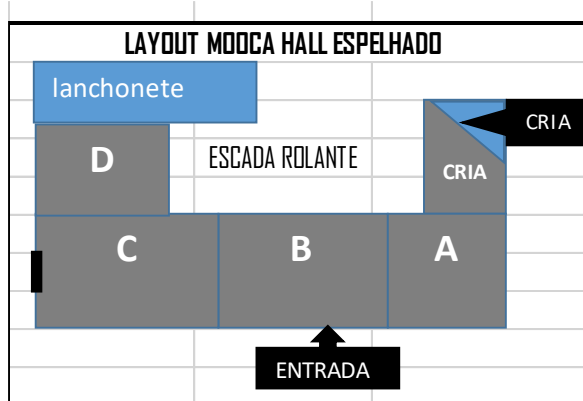 LAYOUT MOOCA HALL ESPELHADO
lanchonete
CRIA
D
ESCADA ROLANTE
CRIA
C
B
A
ENTRADA